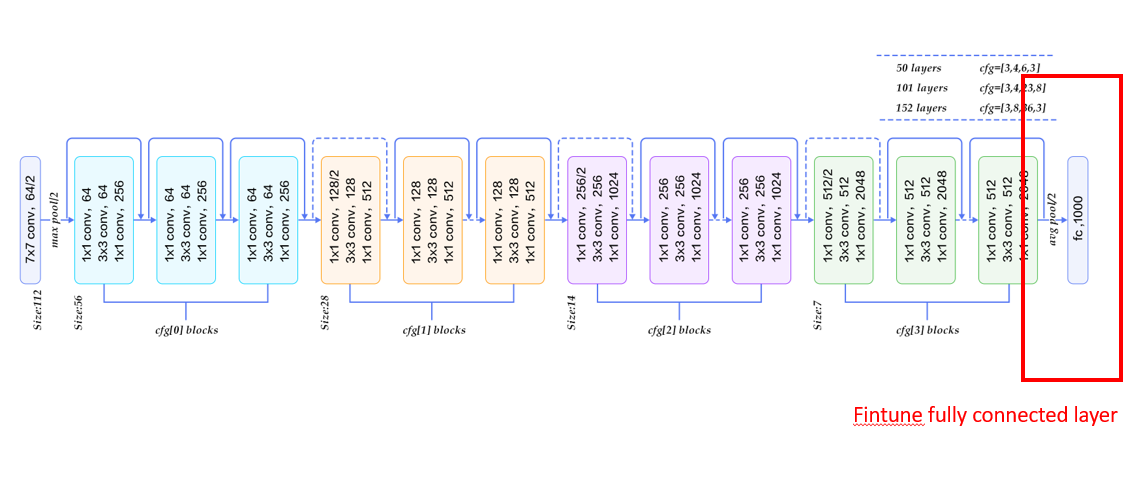 50 layers cfg=[3,4,6,3]
101 layers cfg=[3,4,23,8]
152 layers cfg=[3,8,36,3]
7x7 conv, 64/2
max pool/2
1x1 conv, 64
3x3 conv, 64
1x1 conv, 256
1x1 conv, 64
3x3 conv, 64
1x1 conv, 256
1x1 conv, 64
3x3 conv, 64
1x1 conv, 256
1x1 conv, 128/2
3x3 conv, 128
1x1 conv, 512
1x1 conv, 128
3x3 conv, 128
1x1 conv, 512
1x1 conv, 128
3x3 conv, 128
1x1 conv, 512
1x1 conv, 256/2
3x3 conv, 256
1x1 conv, 1024
1x1 conv, 256
3x3 conv, 256
1x1 conv, 1024
1x1 conv, 256
3x3 conv, 256
1x1 conv, 1024
1x1 conv, 512/2
3x3 conv, 512
1x1 conv, 2048
1x1 conv, 512
3x3 conv, 512
1x1 conv, 2048
1x1 conv, 512
3x3 conv, 512
1x1 conv, 2048
avg pool/2
fc ,1000
Size:112
Size:56
cfg[0] blocks
Size:28
cfg[1] blocks
Size:14
cfg[2] blocks
Size:7
cfg[3] blocks
Fintune fully connected layer